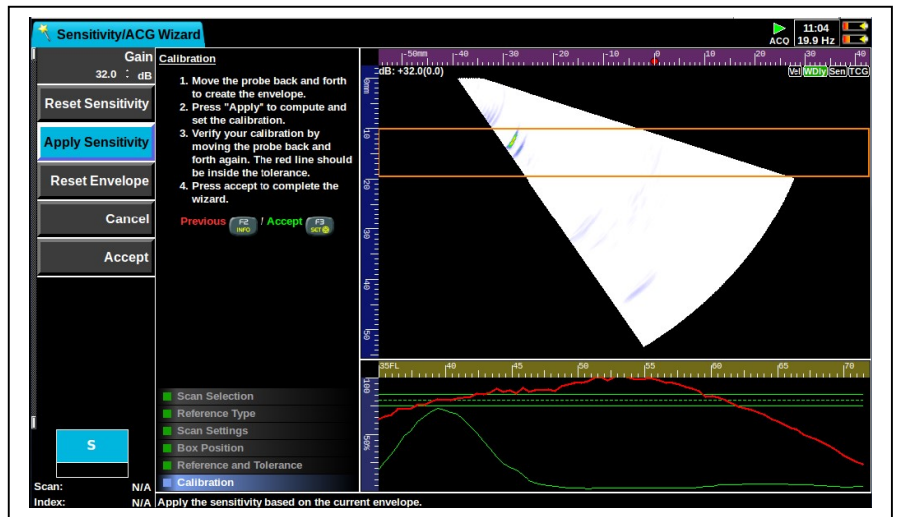 Sensitivity/ACG Wizard
11:04
ACQ 19.9 Hz
Gain
32.0 : dB
Reset Sensitivity
Apply Sensitivity
Reset Envelope
Cancel
Accept
Calibration
1. Move the probe back and forth
to create the envelope.
2. Press "Apply" to compute and
set the calibration.
3. Verify your calibration by
moving the probe back and
forth again. The red line should
be inside the tolerance.
4. Press accept to complete the
wizard.
Previous F2 INFO / Accept F3 SET
-50mm -40 -30 -20 -10 0 10 20 30 40
dB: +32.0(0.0)
Vel WDly Sen TCG
0mm
10
20
30
40
50
35FL 40 45 50 55 60 65 70
100
50%
Scan Selection
Reference Type
Scan Settings
Box Position
Reference and Tolerance
Calibration
S
Scan: N/A
Index: N/A
Apply the sensitivity based on the current envelope.